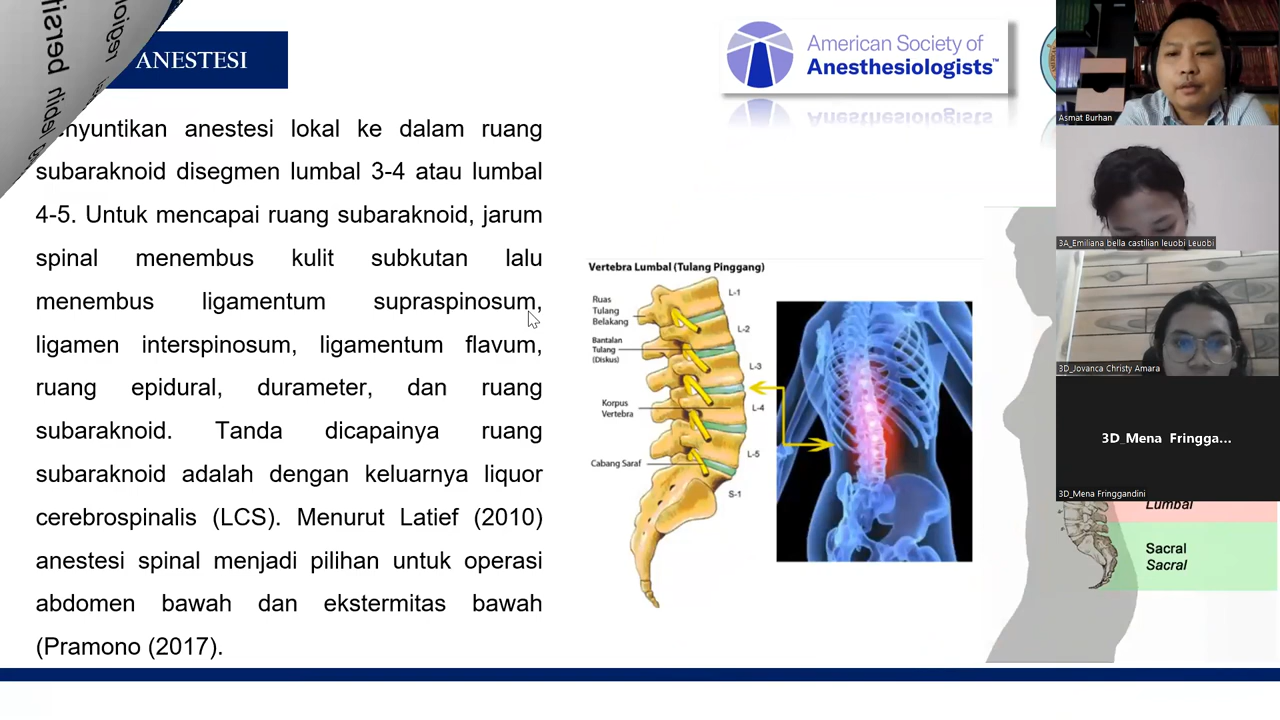 ANESTESI
American Society of
Anesthesiologists™
nyuntikan anestesi lokal ke dalam ruang
subaraknoid disegmen lumbal 3-4 atau lumbal
4-5. Untuk mencapai ruang subaraknoid, jarum
spinal menembus kulit subkutan lalu
menembus ligamentum supraspinosum,
ligamen interspinosum, ligamentum flavum,
ruang epidural, durameter, dan ruang
subaraknoid. Tanda dicapainya ruang
subaraknoid adalah dengan keluarnya liquor
cerebrospinalis (LCS). Menurut Latief (2010)
anestesi spinal menjadi pilihan untuk operasi
abdomen bawah dan ekstermitas bawah
(Pramono (2017).
Vertebra Lumbal (Tulang Pinggang)
Ruas
Tulang
Belakang
Bantalan
Tulang
(Diskus)
Korpus
Vertebra
Cabang Saraf
L-1
L-2
L-3
L-4
L-5
S-1
Asmat Burhan
3A_Emiliana bella castilian leuobi Leuobi
3D_Jovanca Christy Amara
3D_Mena Fringga...
3D_Mena Fringgandini
Lumbal
Sacral
Sacral